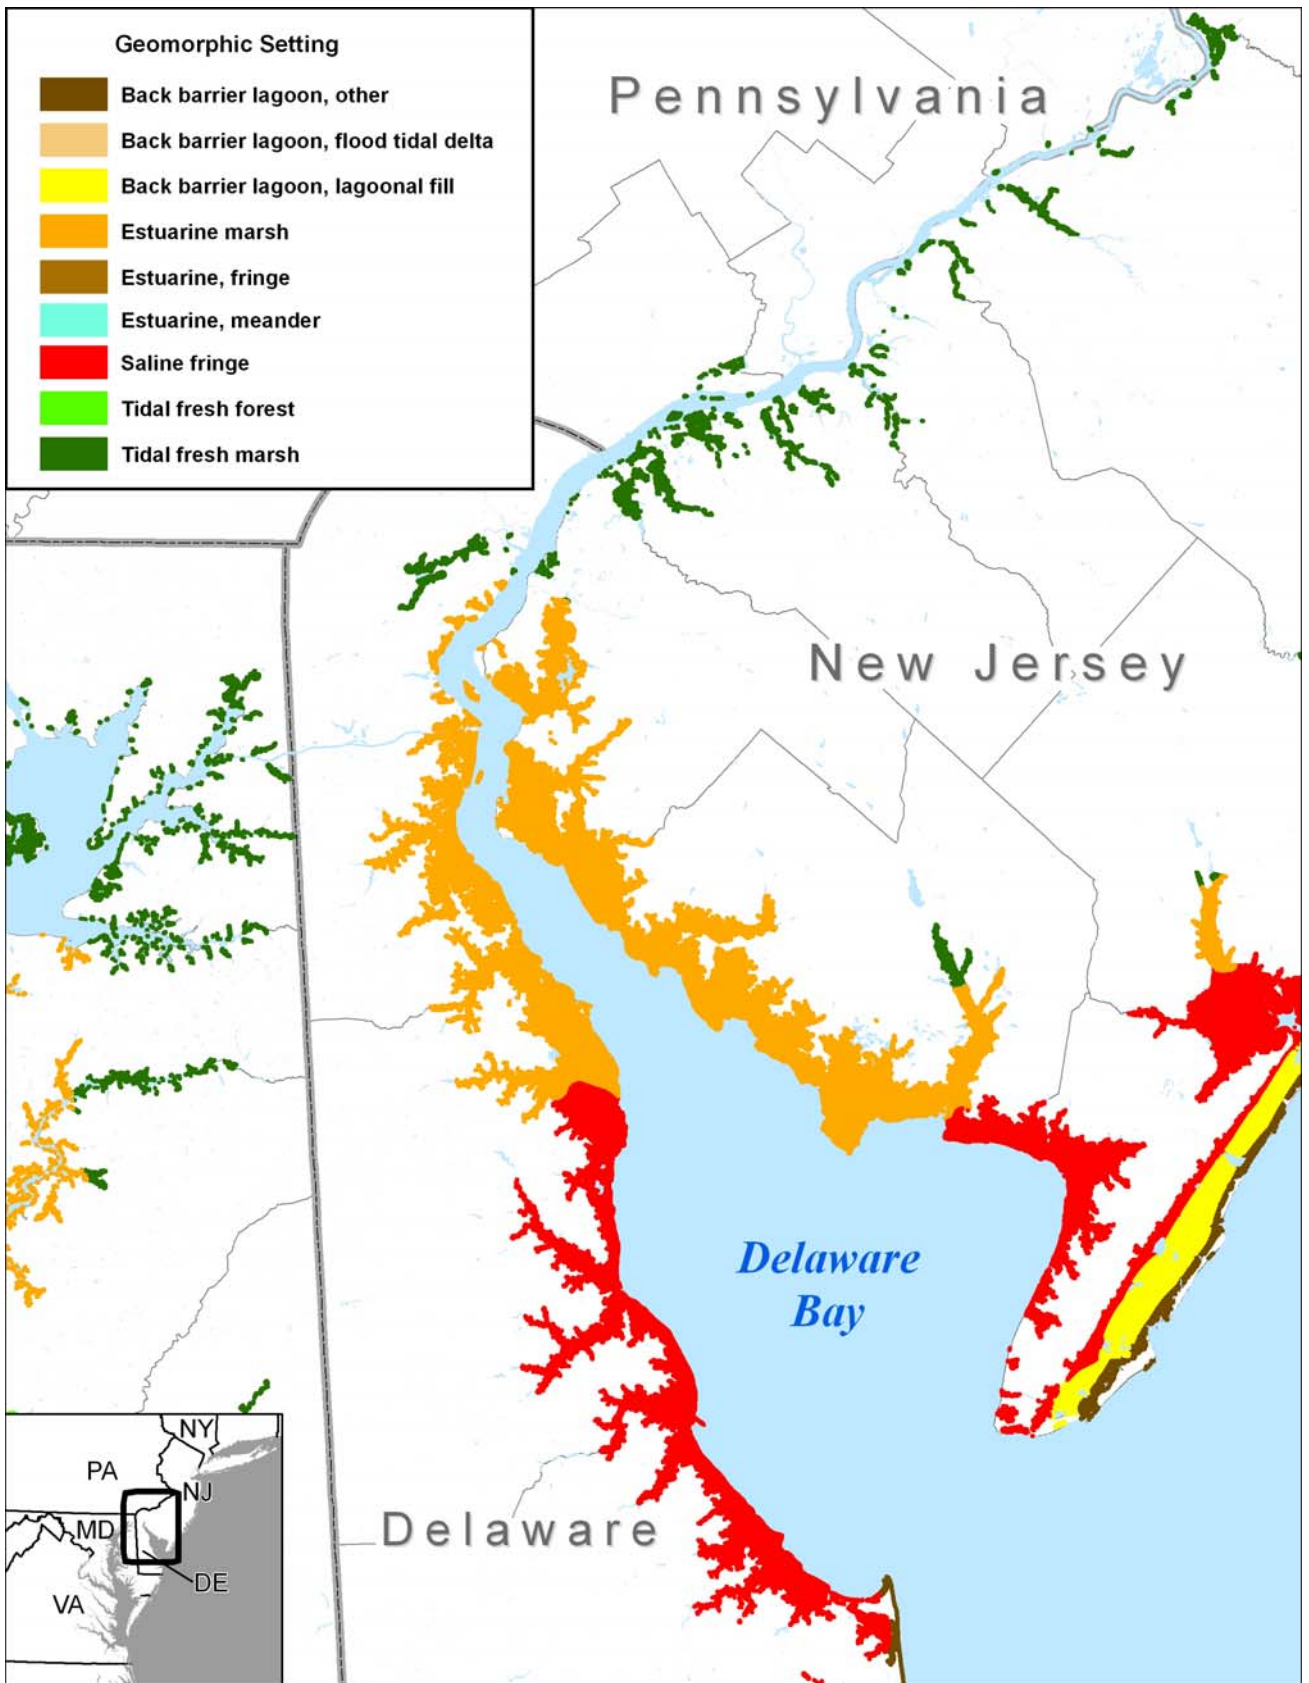 Geomorphic Setting
Back barrier lagoon, other
Back barrier lagoon, flood tidal delta
Back barrier lagoon, lagoonal fill
Estuarine marsh
Estuarine, fringe
Estuarine, meander
Saline fringe
Tidal fresh forest
Tidal fresh marsh
Pennsylvania
New Jersey
Delaware
Bay
Delaware
NY
PA
NJ
MD
DE
VA